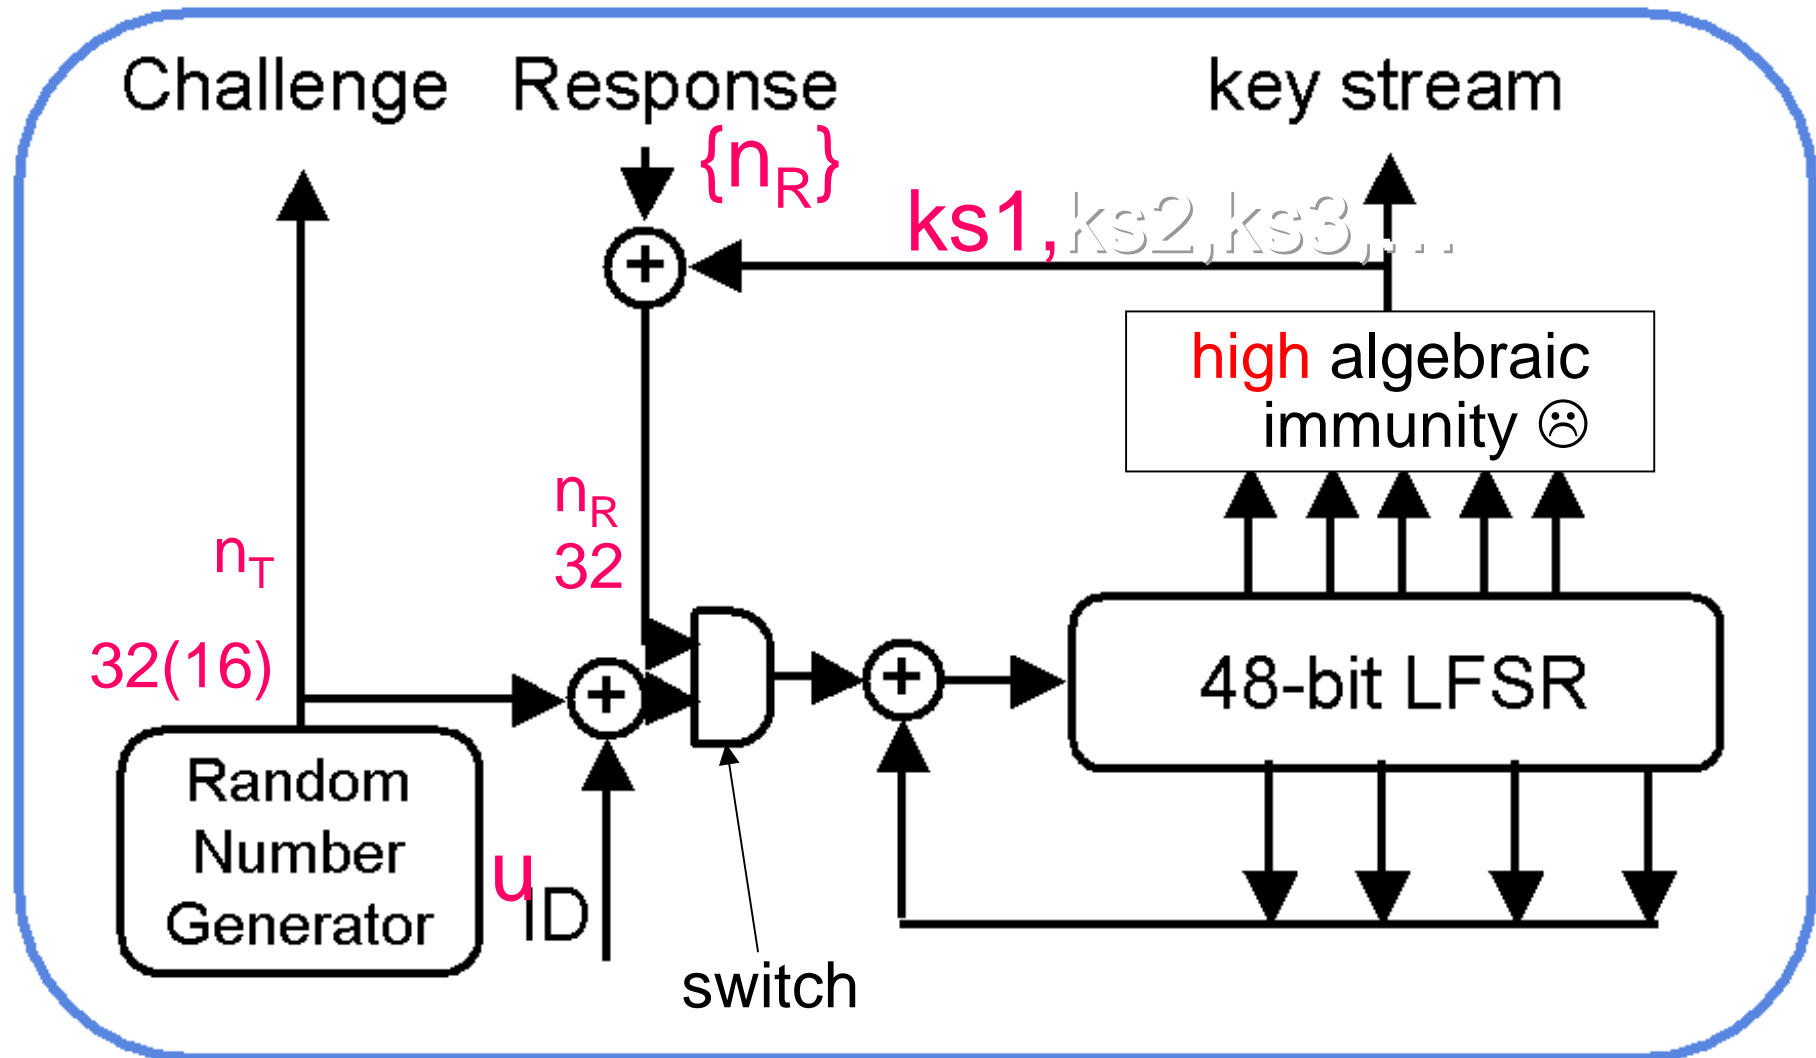 Challenge
Response
key stream
{nR}
ks1,ks2,ks3,...
+
high algebraic
immunity ☹
nR
32
nT
32(16)
+
+
48-bit LFSR
Random
Number
Generator
uID
switch